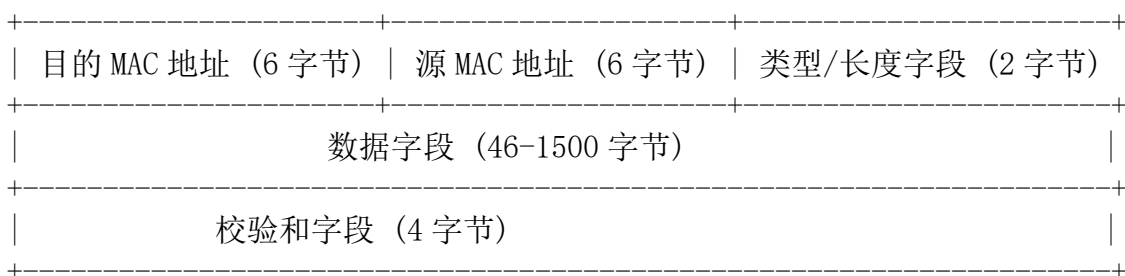 +----------------------+---------------------+-----------------------+
| 目的 MAC 地址 (6 字节) | 源 MAC 地址 (6 字节) | 类型/长度字段 (2 字节)
+----------------------+---------------------+-----------------------+
| 数据字段 (46-1500 字节) |
+--------------------------------------------------------------------+
| 校验和字段 (4 字节) |
+--------------------------------------------------------------------+